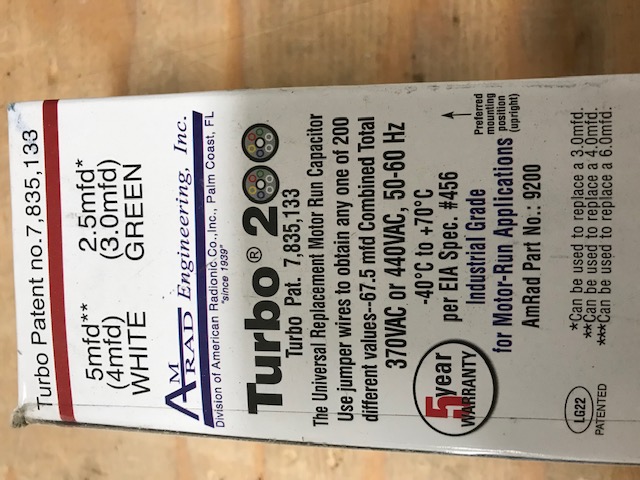 Turbo Patent no.7,835,133
5mfd** 2.5mfd*
(4mfd) (3.0mfd)
WHITE GREEN
AMRAD Engineering, Inc.
Division of American Radionic Co., Inc., Palm Coast, FL
"since 1939"
Turbo® 200
Turbo Pat. 7,835,133
The Universal Replacement Motor Run Capacitor
Use jumper wires to obtain any one of 200
different values--67.5 mfd Combined Total
370VAC or 440VAC, 50-60 Hz
-40°C to +70°C
per EIA Spec. #456
Industrial Grade
for Motor-Run Applications
AmRad Part No.: 9200
Preferred
mounting
position
(upright)
5 year
WARRANTY
*Can be used to replace a 3.0mfd.
**Can be used to replace a 4.0mfd.
***Can be used to replace a 6.0mfd.
LG22
PATENTED